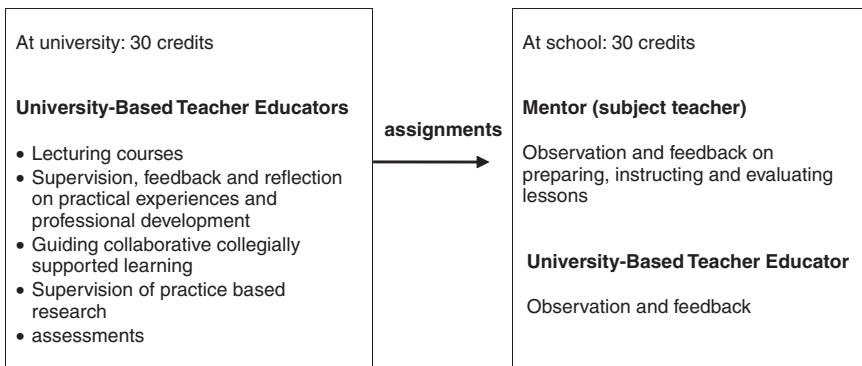 At university: 30 credits
University-Based Teacher Educators
• Lecturing courses
• Supervision, feedback and reflection
on practical experiences and
professional development
• Guiding collaborative collegially
supported learning
• Supervision of practice based
research
• assessments
assignments
At school: 30 credits
Mentor (subject teacher)
Observation and feedback on
preparing, instructing and evaluating
lessons
University-Based Teacher Educator
Observation and feedback